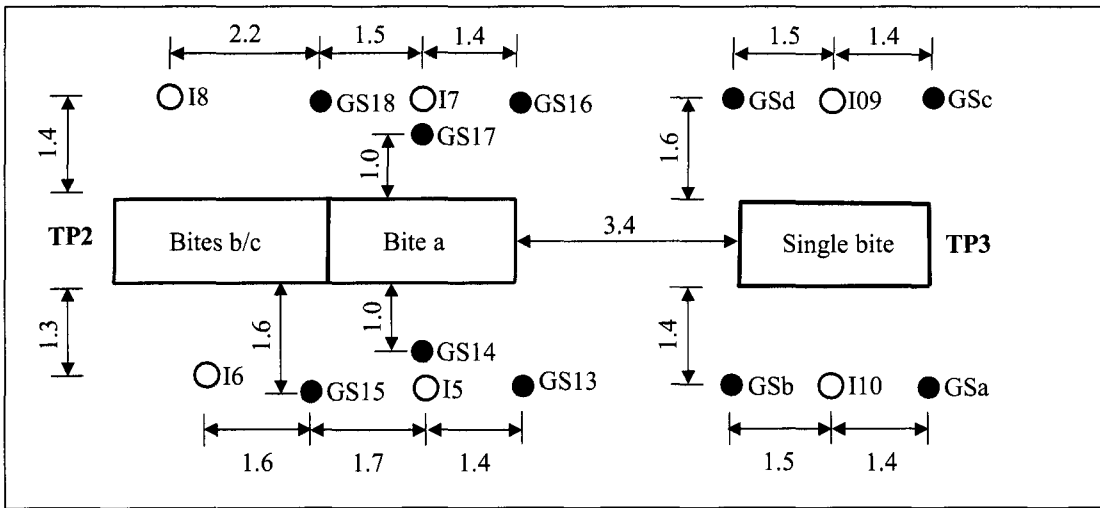 2.2 1.5 1.4 1.5 1.4
I8 GS18 I7 GS16 GSd I09 GSc
GS17
1.4 1.0 1.6
TP2 Bites b/c Bite a 3.4 Single bite TP3
1.3 1.6 1.0 1.4
GS14
I6 GS15 I5 GS13 GSb I10 GSa
1.6 1.7 1.4 1.5 1.4